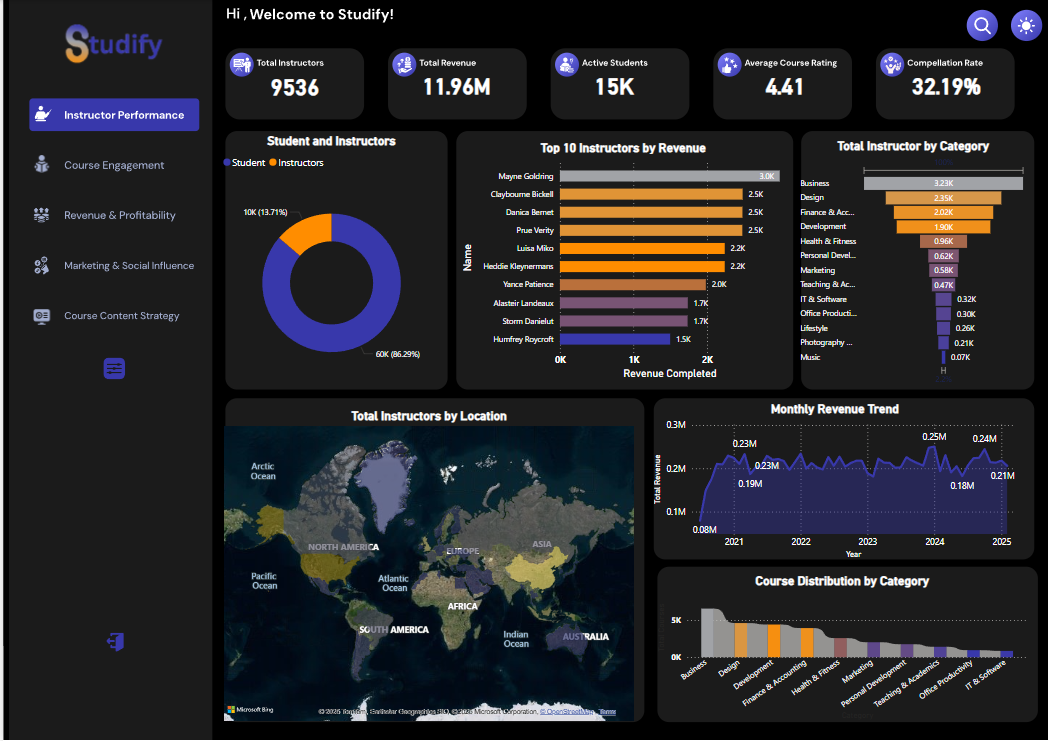 Studify
Instructor Performance
Course Engagement
Revenue & Profitability
Marketing & Social Influence
Course Content Strategy
Hi , Welcome to Studify!
Total Instructors
9536
Total Revenue
11.96M
Active Students
15K
Average Course Rating
4.41
Compellation Rate
32.19%
Student and Instructors
Student Instructors
10K (13.71%)
60K (86.29%)
Top 10 Instructors by Revenue
Name
Mayne Goldring 3.0K
Claybourne Bickell 2.5K
Danica Bernet 2.5K
Prue Verity 2.5K
Luisa Miko 2.2K
Heddie Kleynermans 2.2K
Yance Patience 2.0K
Alasteir Landeaux 1.7K
Storm Danielut 1.7K
Humfrey Roycroft 1.5K
0K 1K 2K
Revenue Completed
Total Instructor by Category
Business 3.23K
Design 2.35K
Finance & Acc... 2.02K
Development 1.90K
Health & Fitness 0.96K
Personal Devel... 0.62K
Marketing 0.58K
Teaching & Ac... 0.47K
IT & Software 0.32K
Office Producti... 0.30K
Lifestyle 0.26K
Photography ... 0.21K
Music 0.07K
Total Instructors by Location
Arctic
Ocean
NORTH AMERICA
EUROPE
ASIA
Pacific
Ocean
Atlantic
Ocean
AFRICA
SOUTH AMERICA
Indian
Ocean
AUSTRALIA
Microsoft Bing
© 2025 Microsoft Corporation, © OpenStreetMap Terms
Monthly Revenue Trend
Total Revenue
0.3M
0.2M
0.1M
0.08M
0.23M
0.19M
0.23M
0.25M
0.18M
0.24M
0.21M
2021 2022 2023 2024 2025
Year
Course Distribution by Category
5K
0K
Business
Design
Development
Finance & Accounting
Health & Fitness
Marketing
Personal Development
Teaching & Academics
Office Productivity
IT & Software